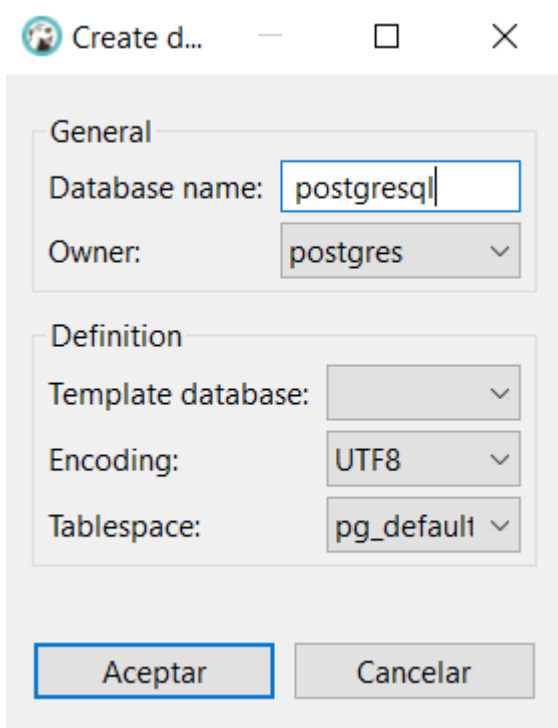 Create d...
General
Database name: postgresql
Owner: postgres
Definition
Template database:
Encoding: UTF8
Tablespace: pg_default
Aceptar Cancelar